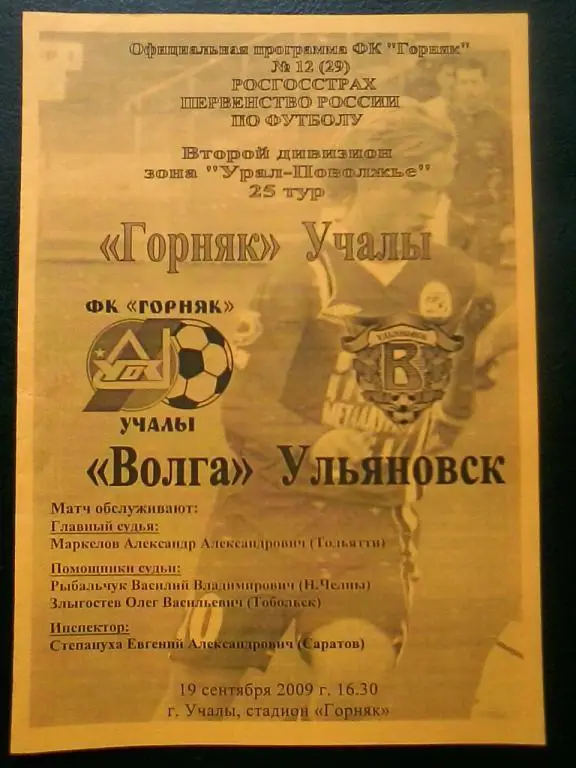 Официальная программа ФК "Горняк"
№ 12 (29)
РОСГОССТРАХ
ПЕРВЕНСТВО РОССИИ
ПО ФУТБОЛУ
Второй дивизион
зона "Урал-Поволжье"
25 тур
«Горняк» Учалы
ФК «ГОРНЯК»
УЛЬЯНОВСК
УГОК
В
УЧАЛЫ
«Волга» Ульяновск
Матч обслуживают:
Главный судья:
Маркелов Александр Александрович (Тольятти)
Помощники судьи:
Рыбальчук Василий Владимирович (Н.Челны)
Злыгостев Олег Васильевич (Тобольск)
Инспектор:
Степануха Евгений Александрович (Саратов)
19 сентября 2009 г. 16.30
г. Учалы, стадион «Горняк»